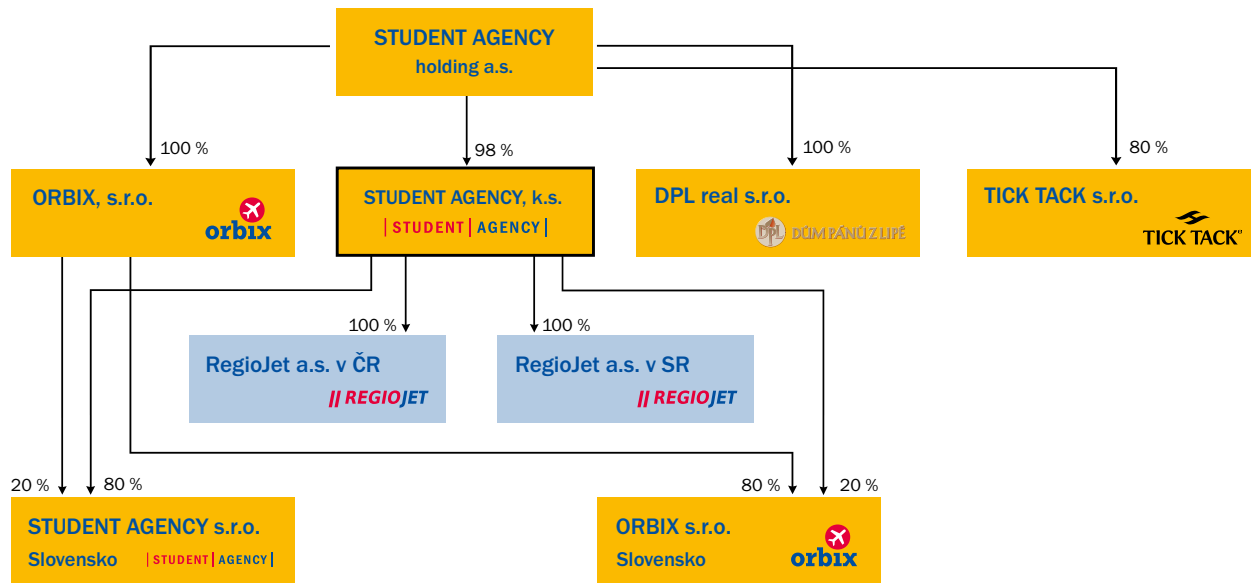 STUDENT AGENCY
holding a.s.
100 %
98 %
100 %
80 %
ORBIX, s.r.o.
orbix
STUDENT AGENCY, k.s.
|STUDENT|AGENCY|
DPL real s.r.o.
DPL DŮM PÁNŮ Z LIPÉ
TICK TACK s.r.o.
TICK TACK"
100 %
100 %
RegioJet a.s. v ČR
REGIOJET
RegioJet a.s. v SR
REGIOJET
20 %
80 %
80 %
20 %
STUDENT AGENCY s.r.o.
Slovensko |STUDENT|AGENCY|
ORBIX s.r.o.
Slovensko
orbix